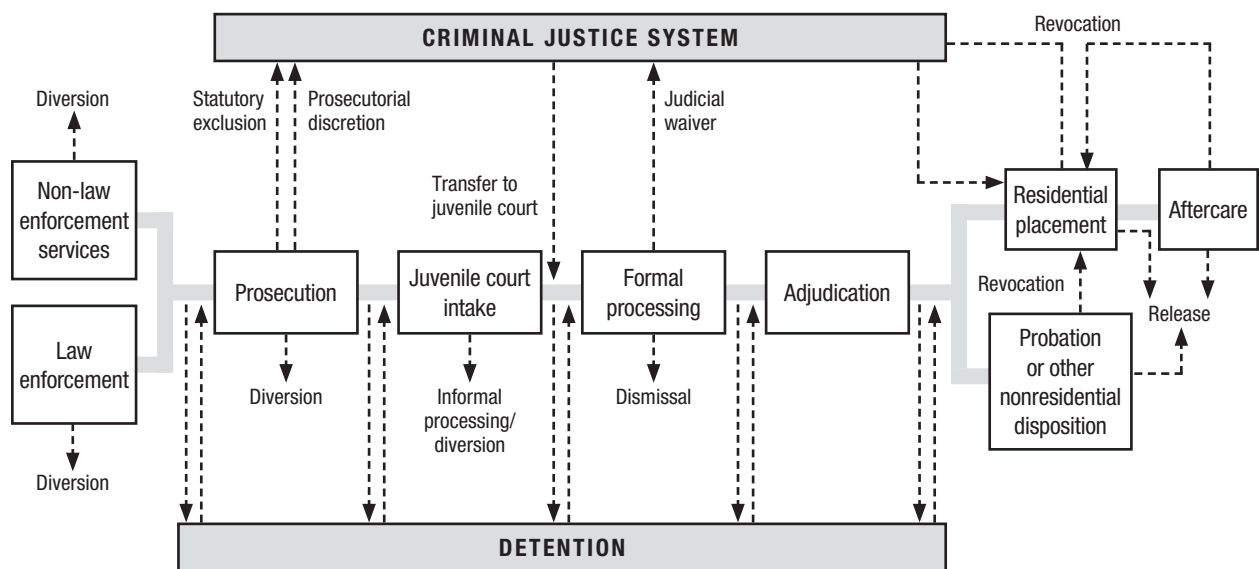 CRIMINAL JUSTICE SYSTEM
Revocation
Diversion
Statutory
exclusion
Prosecutorial
discretion
Judicial
waiver
Non-law
enforcement
services
Transfer to
juvenile court
Residential
placement
Aftercare
Prosecution
Juvenile court
intake
Formal
processing
Adjudication
Revocation
Release
Law
enforcement
Diversion
Informal
processing/
diversion
Dismissal
Probation
or other
nonresidential
disposition
Diversion
DETENTION